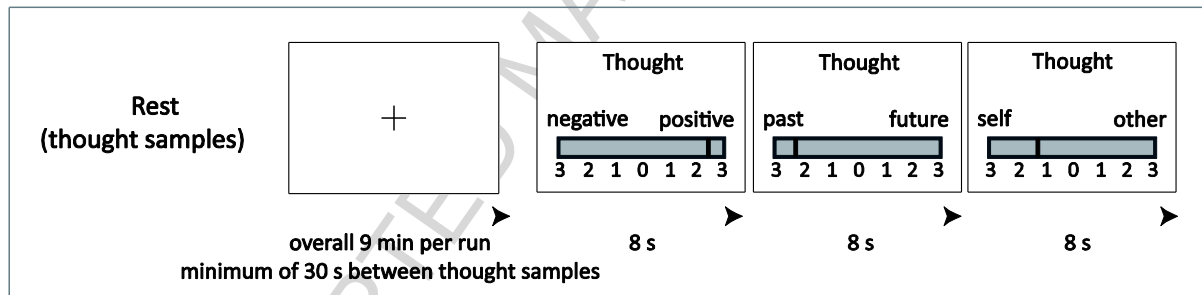 Rest
(thought samples)
Thought
negative positive
3 2 1 0 1 2 3
Thought
past future
3 2 1 0 1 2 3
Thought
self other
3 2 1 0 1 2 3
overall 9 min per run
minimum of 30 s between thought samples
8 s
8 s
8 s